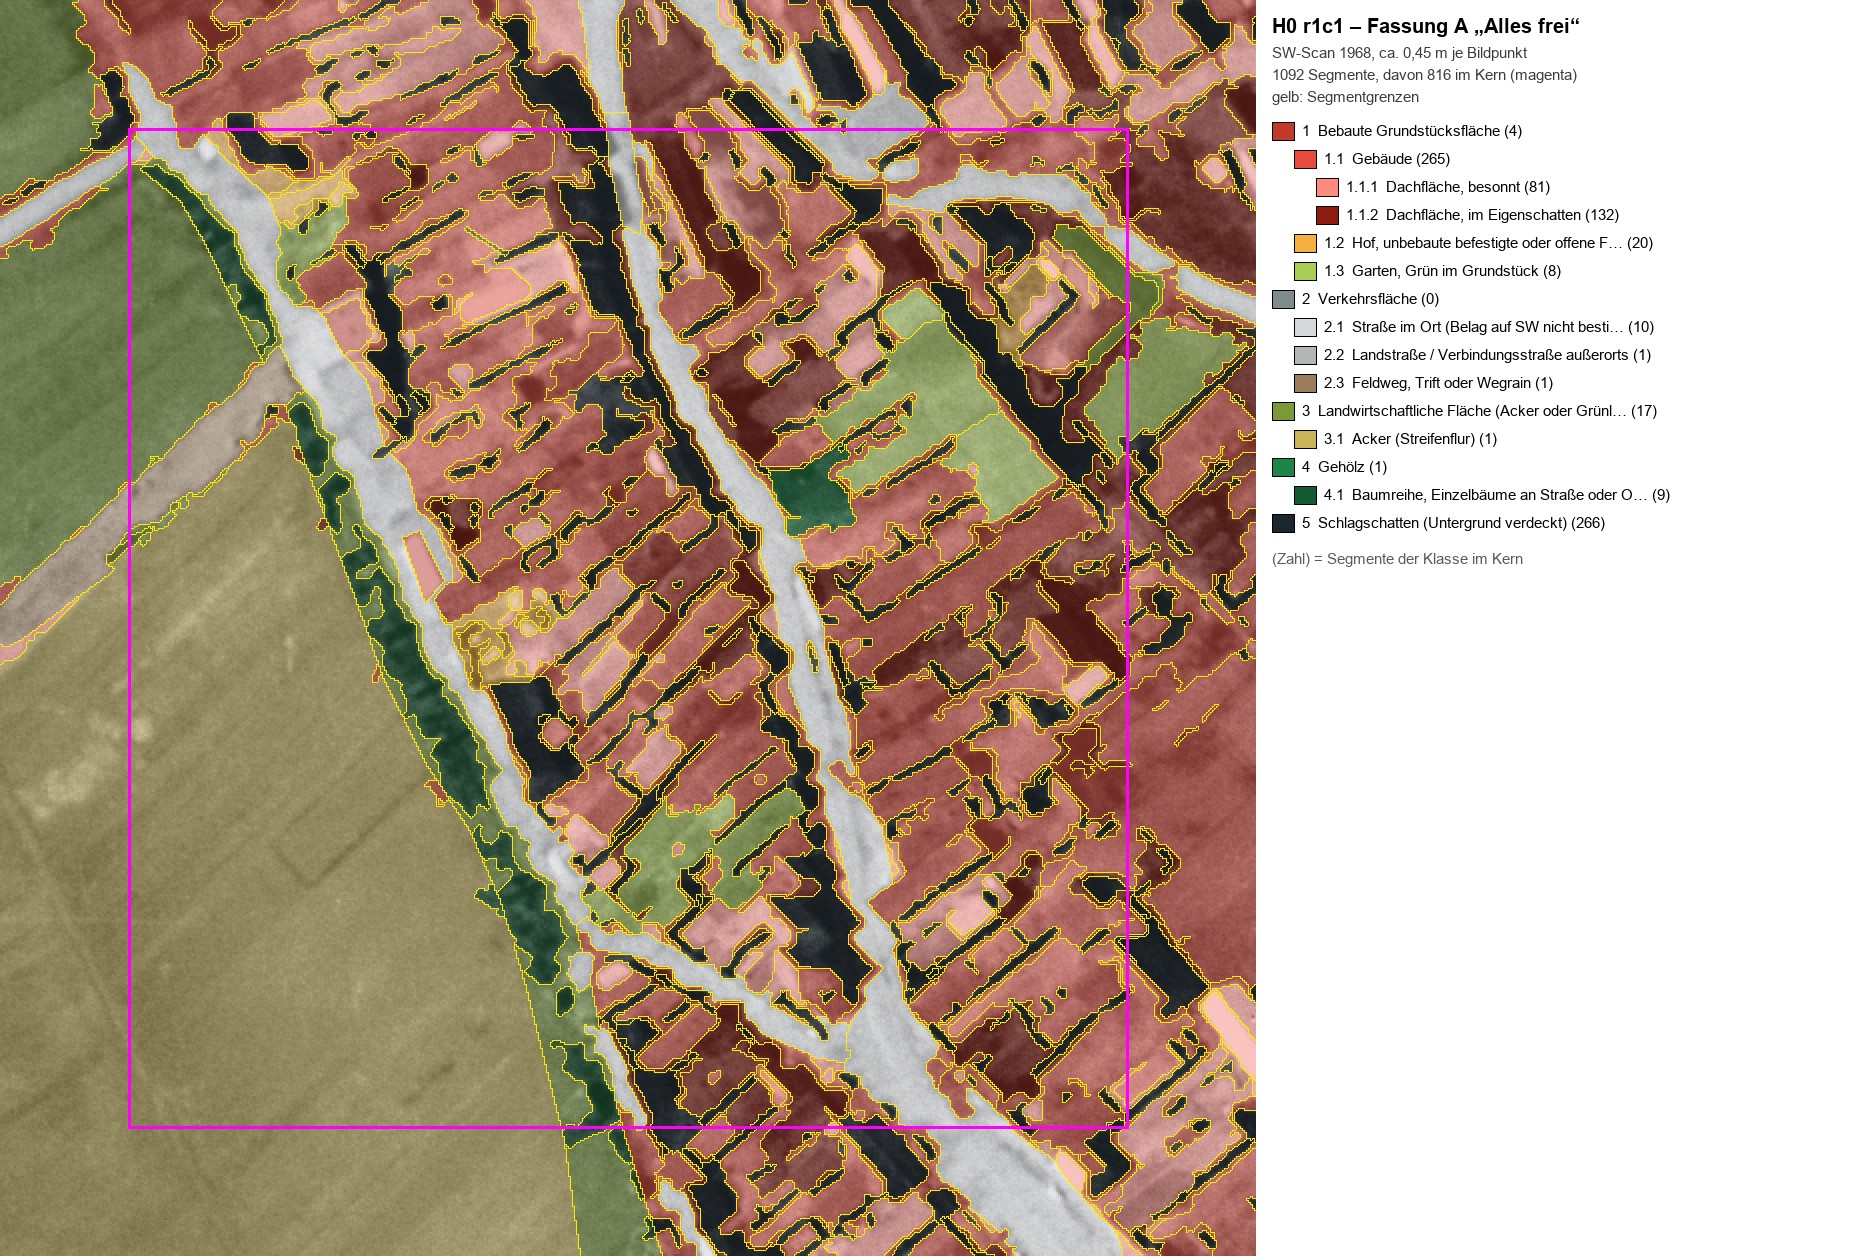 H0 r1c1 – Fassung A „Alles frei“
SW-Scan 1968, ca. 0,45 m je Bildpunkt
1092 Segmente, davon 816 im Kern (magenta)
gelb: Segmentgrenzen
1 Bebaute Grundstücksfläche (4)
1.1 Gebäude (265)
1.1.1 Dachfläche, besonnt (81)
1.1.2 Dachfläche, im Eigenschatten (132)
1.2 Hof, unbebaute befestigte oder offene F… (20)
1.3 Garten, Grün im Grundstück (8)
2 Verkehrsfläche (0)
2.1 Straße im Ort (Belag auf SW nicht besti… (10)
2.2 Landstraße / Verbindungsstraße außerorts (1)
2.3 Feldweg, Trift oder Wegrain (1)
3 Landwirtschaftliche Fläche (Acker oder Grünl… (17)
3.1 Acker (Streifenflur) (1)
4 Gehölz (1)
4.1 Baumreihe, Einzelbäume an Straße oder O… (9)
5 Schlagschatten (Untergrund verdeckt) (266)
(Zahl) = Segmente der Klasse im Kern